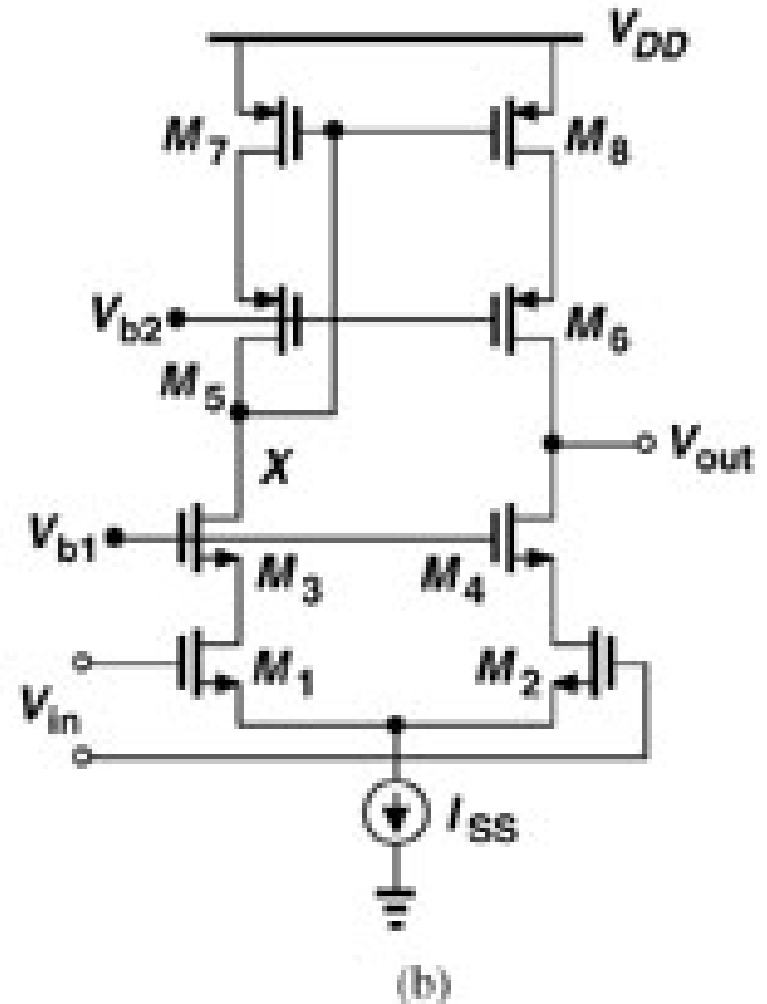 V_DD
M_7 M_8
V_b2 M_6
M_5
X V_out
V_b1 M_3 M_4
M_1 M_2
V_in
I_SS
(b)